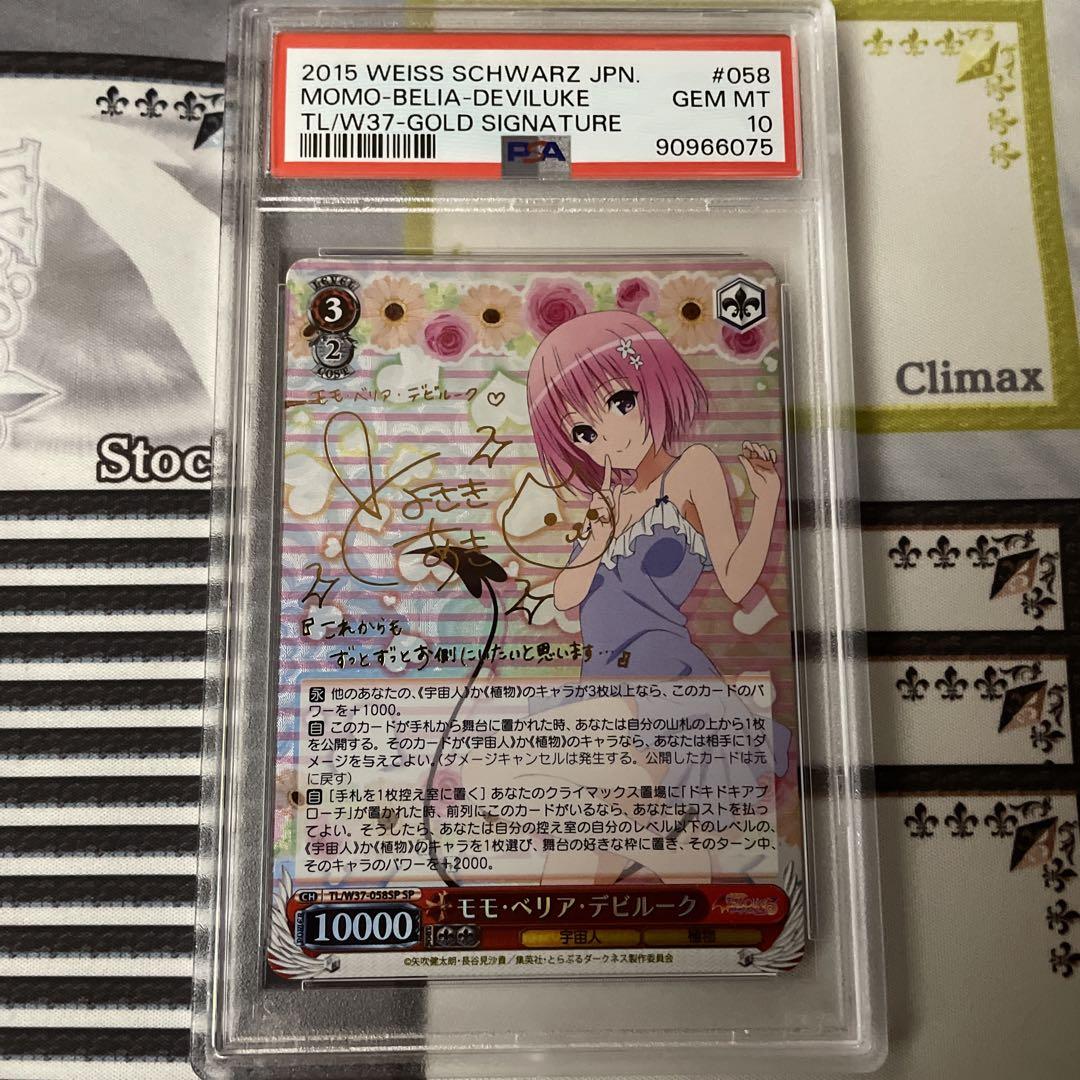 2015 WEISS SCHWARZ JPN. #058
MOMO-BELIA-DEVILUKE GEM MT
TL/W37-GOLD SIGNATURE 10
PSA 90966075
Climax
Stoc
LEVEL
3
2
COST
モモ・ベリア・デビルーク♡
よさき
あき
『これからも
ずっとずっとお側にいたいと思います…』
永 他のあなたの、《宇宙人》か《植物》のキャラが3枚以上なら、このカードのパ
ワーを+1000。
自 このカードが手札から舞台に置かれた時、あなたは自分の山札の上から1枚
を公開する。そのカードが《宇宙人》か《植物》のキャラなら、あなたは相手に1ダ
メージを与えてよい。(ダメージキャンセルは発生する。公開したカードは元
に戻す)
自 [手札を1枚控え室に置く] あなたのクライマックス置場に「ドキドキアプ
ローチ」が置かれた時、前列にこのカードがいるなら、あなたはコストを払っ
てよい。そうしたら、あなたは自分の控え室の自分のレベル以下のレベルの、
《宇宙人》か《植物》のキャラを1枚選び、舞台の好きな枠に置き、そのターン中、
そのキャラのパワーを+2000。
CH TL/W37-058SP SP
10000 モモ・ベリア・デビルーク
宇宙人 植物
©矢吹健太朗・長谷見沙貴/集英社・とらぶるダークネス製作委員会